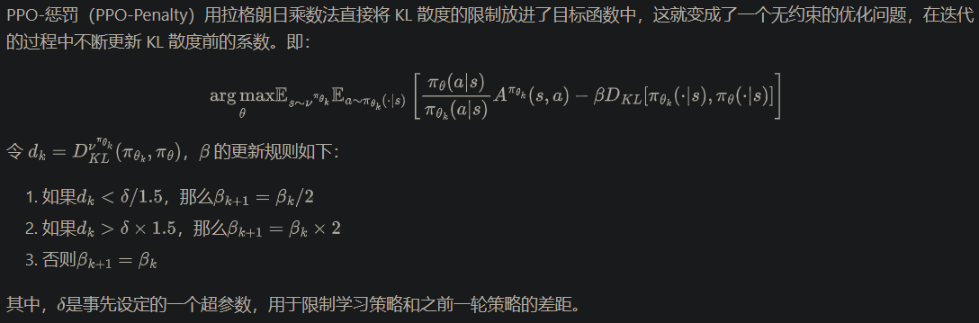 PPO-惩罚（PPO-Penalty）用拉格朗日乘数法直接将 KL 散度的限制放进了目标函数中，这就变成了一个无约束的优化问题，在迭代
的过程中不断更新 KL 散度前的系数。即：
$$\arg\max_{\theta} \mathbb{E}_{s\sim\nu^{\pi_{\theta_k}}} \mathbb{E}_{a\sim\pi_{\theta_k}(\cdot|s)} \left[ \frac{\pi_\theta(a|s)}{\pi_{\theta_k}(a|s)} A^{\pi_{\theta_k}}(s,a) - \beta D_{KL}[\pi_{\theta_k}(\cdot|s), \pi_\theta(\cdot|s)] \right]$$
令 $d_k = D_{KL}^{\nu^{\pi_{\theta_k}}}(\pi_{\theta_k}, \pi_\theta)$，$\beta$ 的更新规则如下：
1. 如果$d_k < \delta/1.5$，那么$\beta_{k+1} = \beta_k/2$
2. 如果$d_k > \delta \times 1.5$，那么$\beta_{k+1} = \beta_k \times 2$
3. 否则$\beta_{k+1} = \beta_k$
其中，$\delta$是事先设定的一个超参数，用于限制学习策略和之前一轮策略的差距。